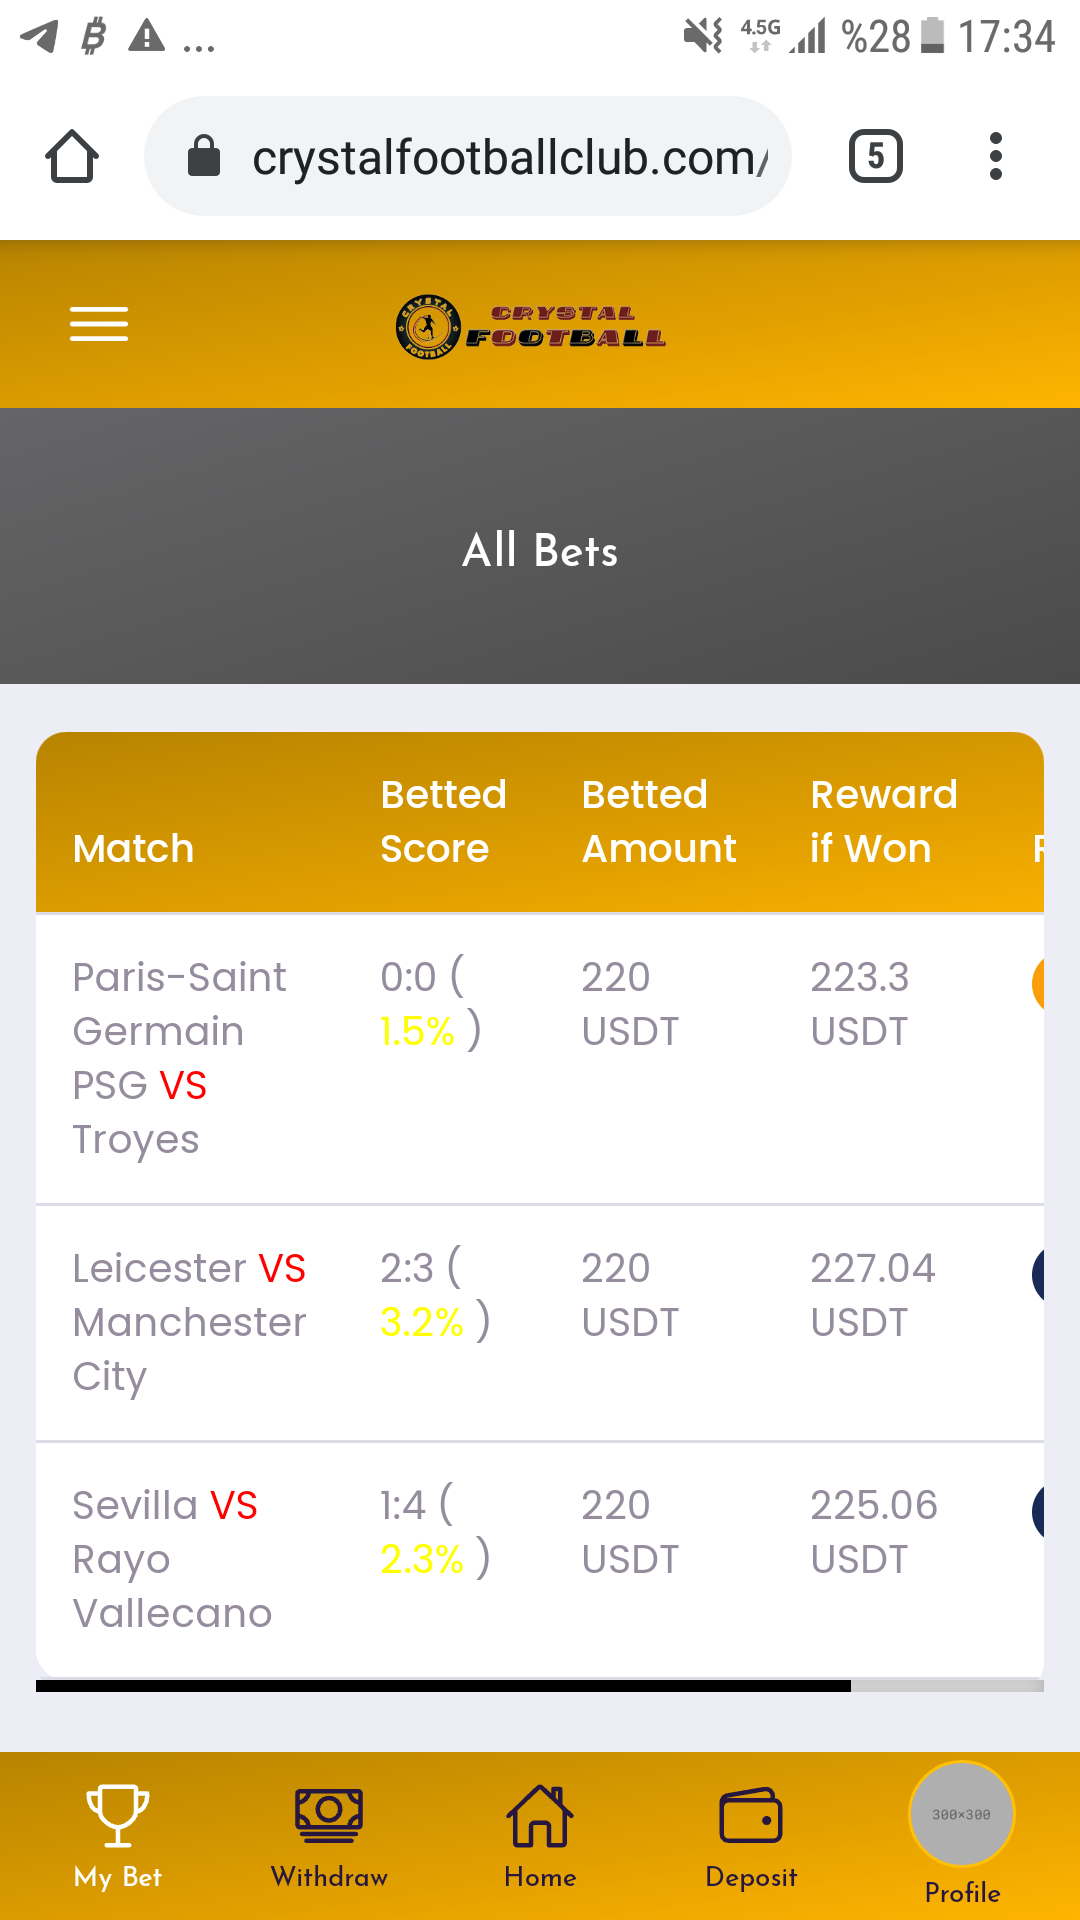 ... 4.5G %28 17:34
crystalfootballclub.com/
5
CRYSTAL FOOTBALL
CRYSTAL
FOOTBALL
All Bets
Match
Betted
Score
Betted
Amount
Reward
if Won
Paris-Saint
Germain
PSG VS
Troyes
0:0 (
1.5% )
220
USDT
223.3
USDT
Leicester VS
Manchester
City
2:3 (
3.2% )
220
USDT
227.04
USDT
Sevilla VS
Rayo
Vallecano
1:4 (
2.3% )
220
USDT
225.06
USDT
My Bet
Withdraw
Home
Deposit
300×300
Profile